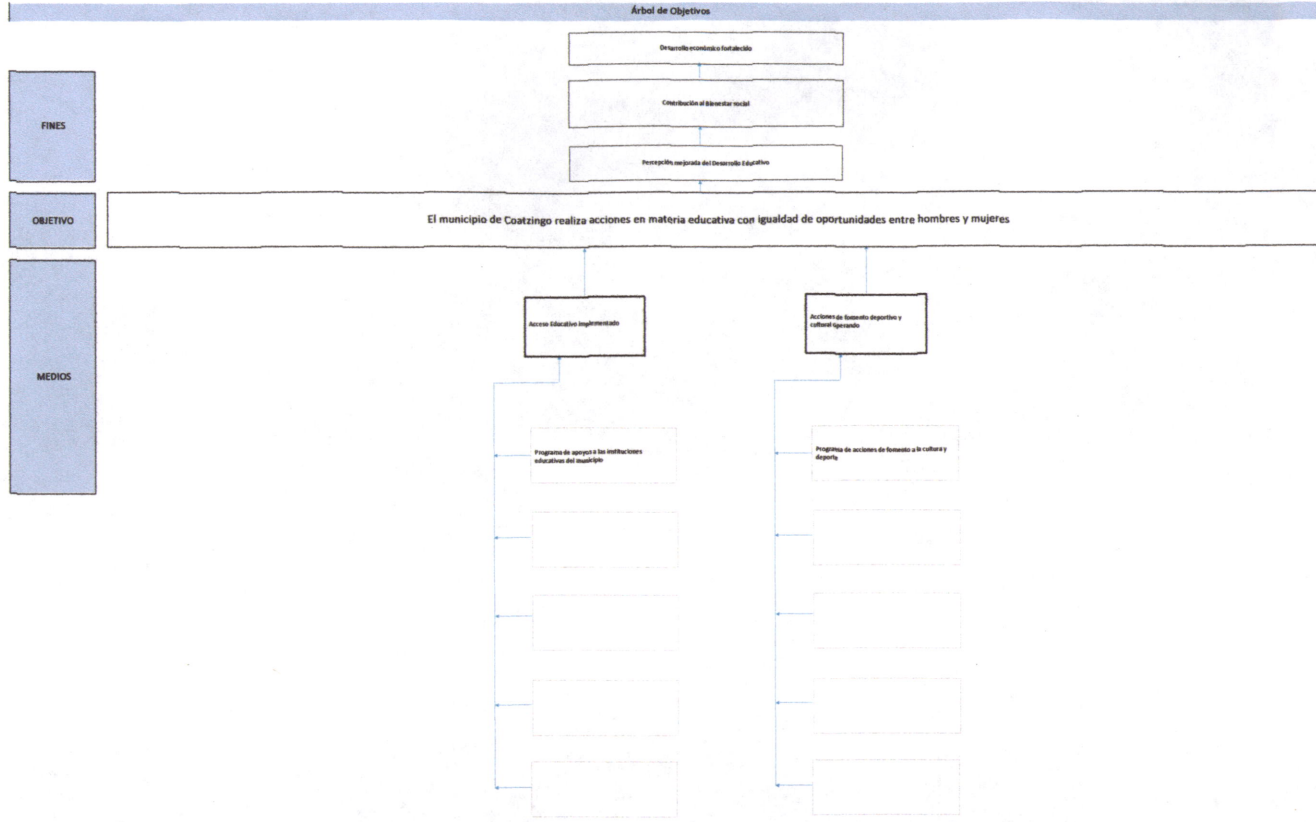 Árbol de Objetivos
Desarrollo económico fortalecido
FINES
Contribución al Bienestar social
Percepción mejorada del Desarrollo Educativo
OBJETIVO
El municipio de Coatzingo realiza acciones en materia educativa con igualdad de oportunidades entre hombres y mujeres
MEDIOS
Acceso Educativo Implementado
Acciones de fomento deportivo y
cultural Operando
Programa de apoyos a las instituciones
educativas del municipio
Programa de acciones de fomento a la cultura y
deporte